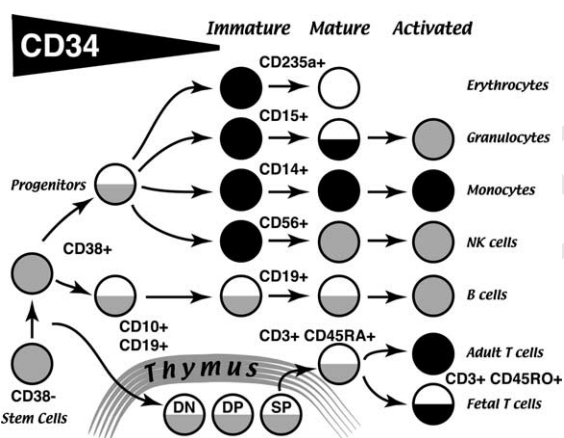 CD34
Immature Mature Activated
CD235a+
Erythrocytes
CD15+
Granulocytes
Progenitors
CD14+
Monocytes
CD56+
NK cells
CD38+
CD19+
B cells
CD10+
CD19+
CD3+ CD45RA+
Adult T cells
CD3+ CD45RO+
Fetal T cells
Thymus
DN DP SP
CD38-
Stem Cells